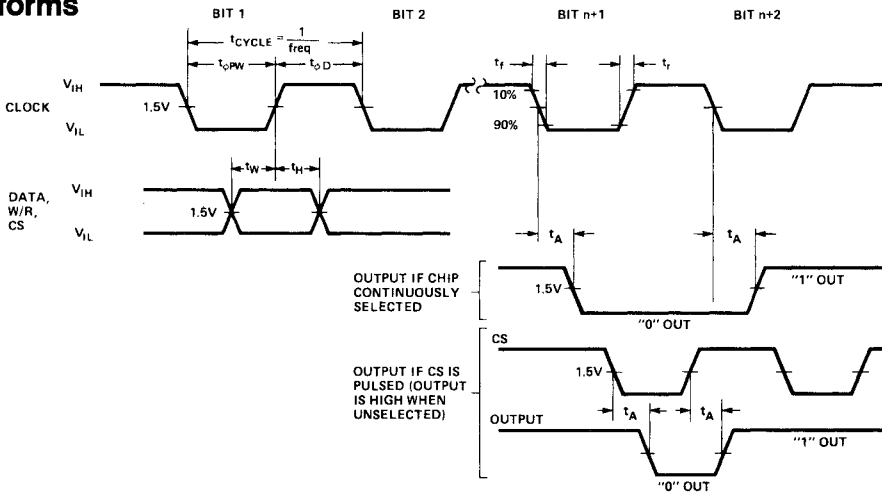 forms
BIT 1 BIT 2 BIT n+1 BIT n+2
tCYCLE = 1/freq
tφPW tφD tf tr
CLOCK VIH 10%
1.5V
VIL 90%
tW tH
DATA, W/R, CS VIH
1.5V
VIL
tA tA
OUTPUT IF CHIP
CONTINUOUSLY
SELECTED
1.5V
"1" OUT
"0" OUT
CS
OUTPUT IF CS IS
PULSED (OUTPUT
IS HIGH WHEN
UNSELECTED)
1.5V
tA tA
OUTPUT
"1" OUT
"0" OUT